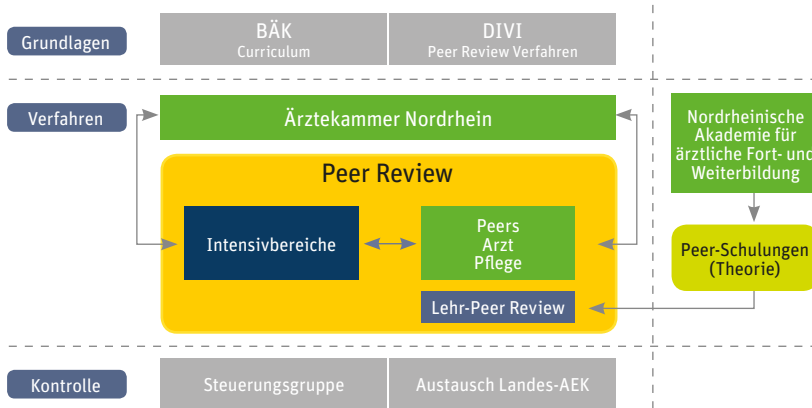 Grundlagen
BÄK
Curriculum
DIVI
Peer Review Verfahren
Verfahren
Ärztekammer Nordrhein
Nordrheinische
Akademie für
ärztliche Fort- und
Weiterbildung
Peer Review
Intensivbereiche
Peers
Arzt
Pflege
Peer-Schulungen
(Theorie)
Lehr-Peer Review
Kontrolle
Steuerungsgruppe
Austausch Landes-AEK